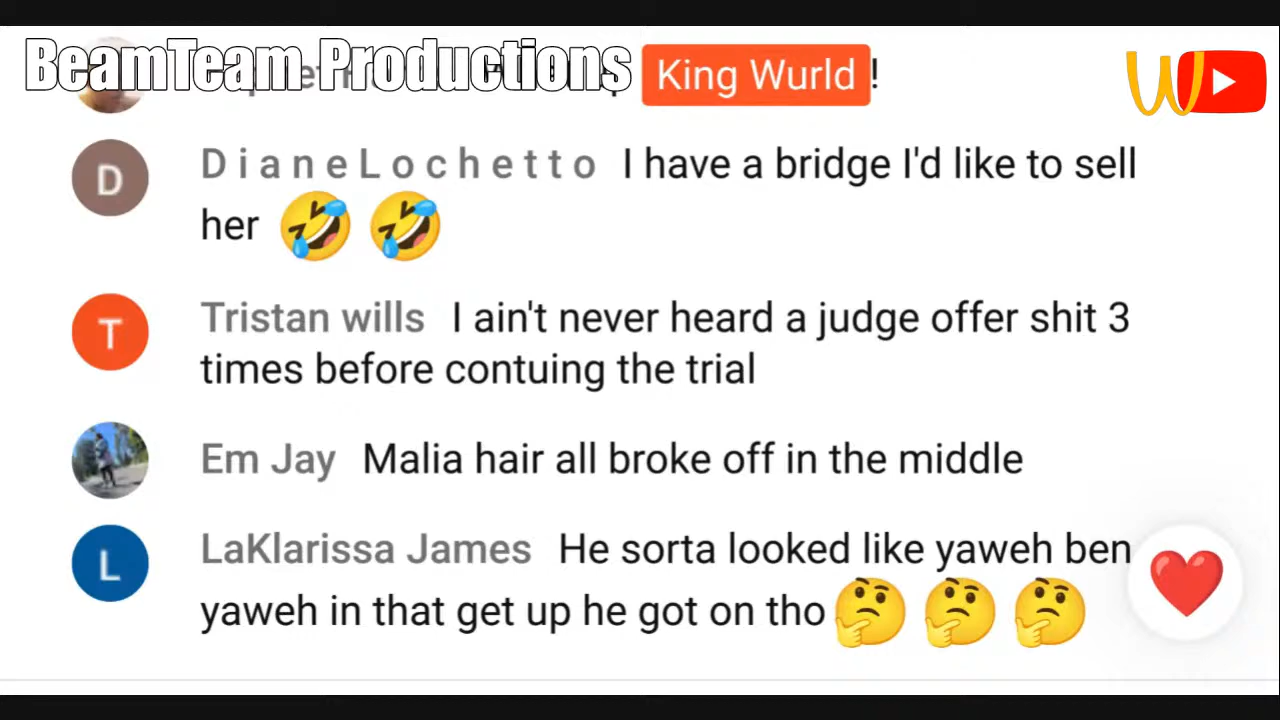 BeamTeam Productions
King Wurld !
D
D i a n e L o c h e t t o I have a bridge I'd like to sell
her 🤣 🤣
T
Tristan wills I ain't never heard a judge offer shit 3
times before contuing the trial
Em Jay Malia hair all broke off in the middle
L
LaKlarissa James He sorta looked like yaweh ben
yaweh in that get up he got on tho🤔 🤔 🤔